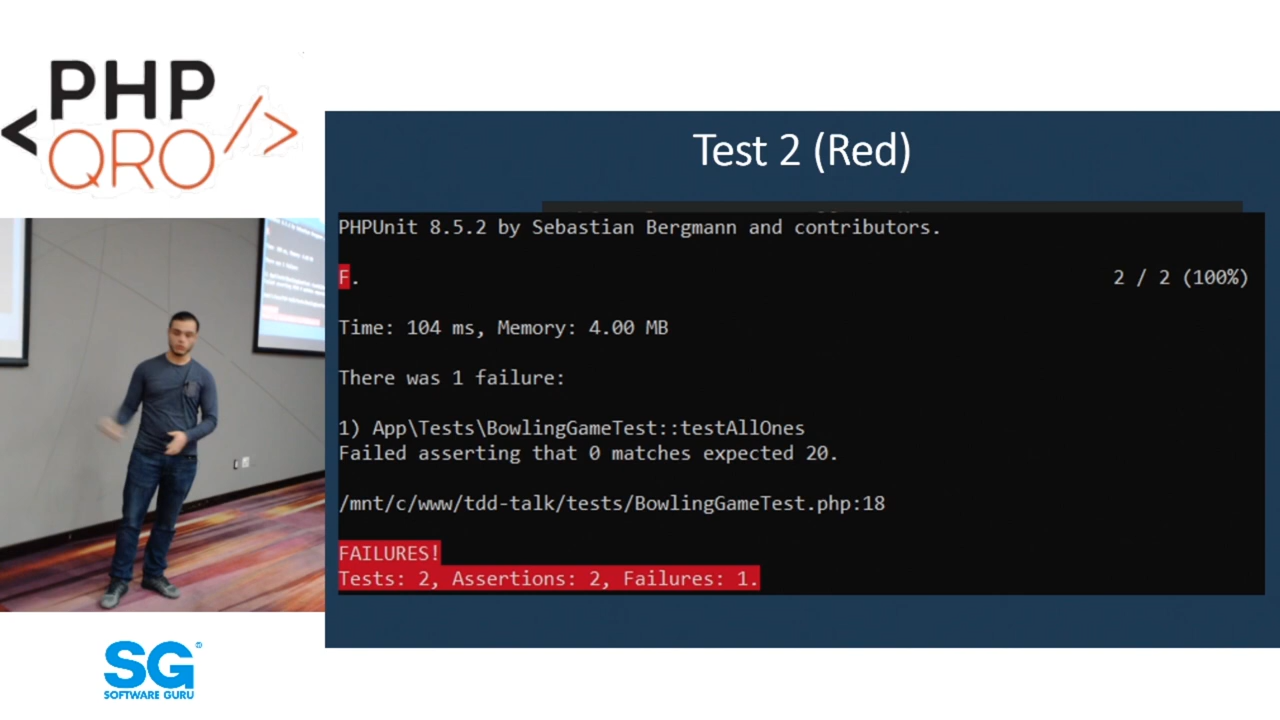 <PHP
QRO/>
Test 2 (Red)
PHPUnit 8.5.2 by Sebastian Bergmann and contributors.
F. 2 / 2 (100%)
Time: 104 ms, Memory: 4.00 MB
There was 1 failure:
1) App\Tests\BowlingGameTest::testAllOnes
Failed asserting that 0 matches expected 20.
/mnt/c/www/tdd-talk/tests/BowlingGameTest.php:18
FAILURES!
Tests: 2, Assertions: 2, Failures: 1.
SG®
SOFTWARE GURU